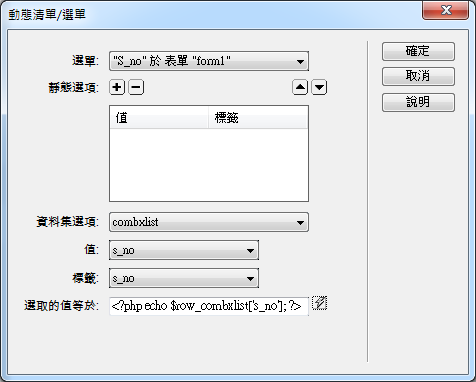 動態清單/選單
選單: "S_no" 於 表單 "form1"
確定
靜態選項:
取消
值 標籤
說明
資料集選項: combxlist
值: s_no
標籤: s_no
選取的值等於: <?php echo $row_combxlist['s_no']; ?>